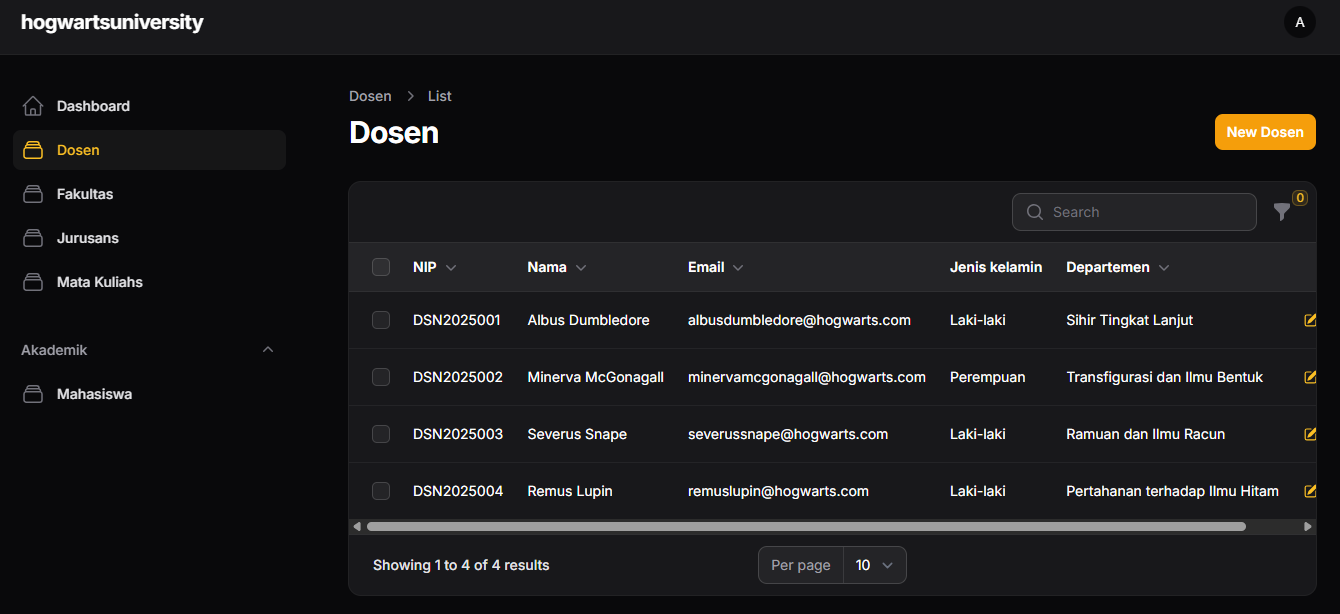 hogwartsuniversity
A
Dashboard
Dosen
Fakultas
Jurusans
Mata Kuliahs
Akademik
Mahasiswa
Dosen > List
Dosen
New Dosen
Search
0
NIP Nama Email Jenis kelamin Departemen
DSN2025001 Albus Dumbledore albusdumbledore@hogwarts.com Laki-laki Sihir Tingkat Lanjut
DSN2025002 Minerva McGonagall minervamcgonagall@hogwarts.com Perempuan Transfigurasi dan Ilmu Bentuk
DSN2025003 Severus Snape severussnape@hogwarts.com Laki-laki Ramuan dan Ilmu Racun
DSN2025004 Remus Lupin remuslupin@hogwarts.com Laki-laki Pertahanan terhadap Ilmu Hitam
Showing 1 to 4 of 4 results
Per page 10